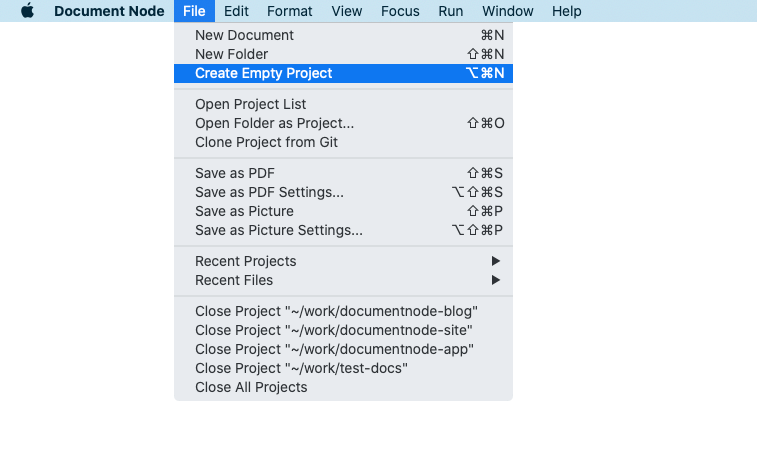 Document Node File Edit Format View Focus Run Window Help
New Document ⌘N
New Folder ⇧⌘N
Create Empty Project ⌥⌘N
Open Project List
Open Folder as Project... ⇧⌘O
Clone Project from Git
Save as PDF ⇧⌘S
Save as PDF Settings... ⌥⇧⌘S
Save as Picture ⇧⌘P
Save as Picture Settings... ⌥⇧⌘P
Recent Projects ▶
Recent Files ▶
Close Project "~/work/documentnode-blog"
Close Project "~/work/documentnode-site"
Close Project "~/work/documentnode-app"
Close Project "~/work/test-docs"
Close All Projects